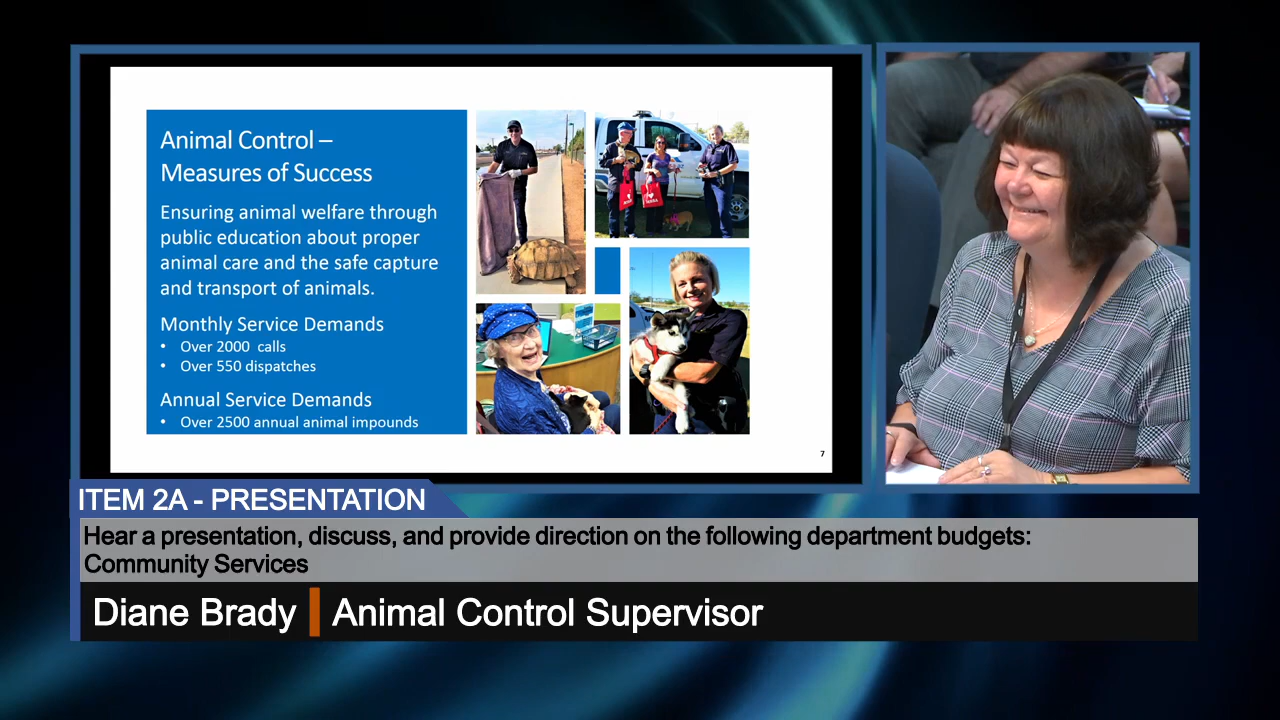 Animal Control –
Measures of Success
Ensuring animal welfare through
public education about proper
animal care and the safe capture
and transport of animals.
Monthly Service Demands
• Over 2000 calls
• Over 550 dispatches
Annual Service Demands
• Over 2500 annual animal impounds
7
ITEM 2A - PRESENTATION
Hear a presentation, discuss, and provide direction on the following department budgets:
Community Services
Diane Brady | Animal Control Supervisor